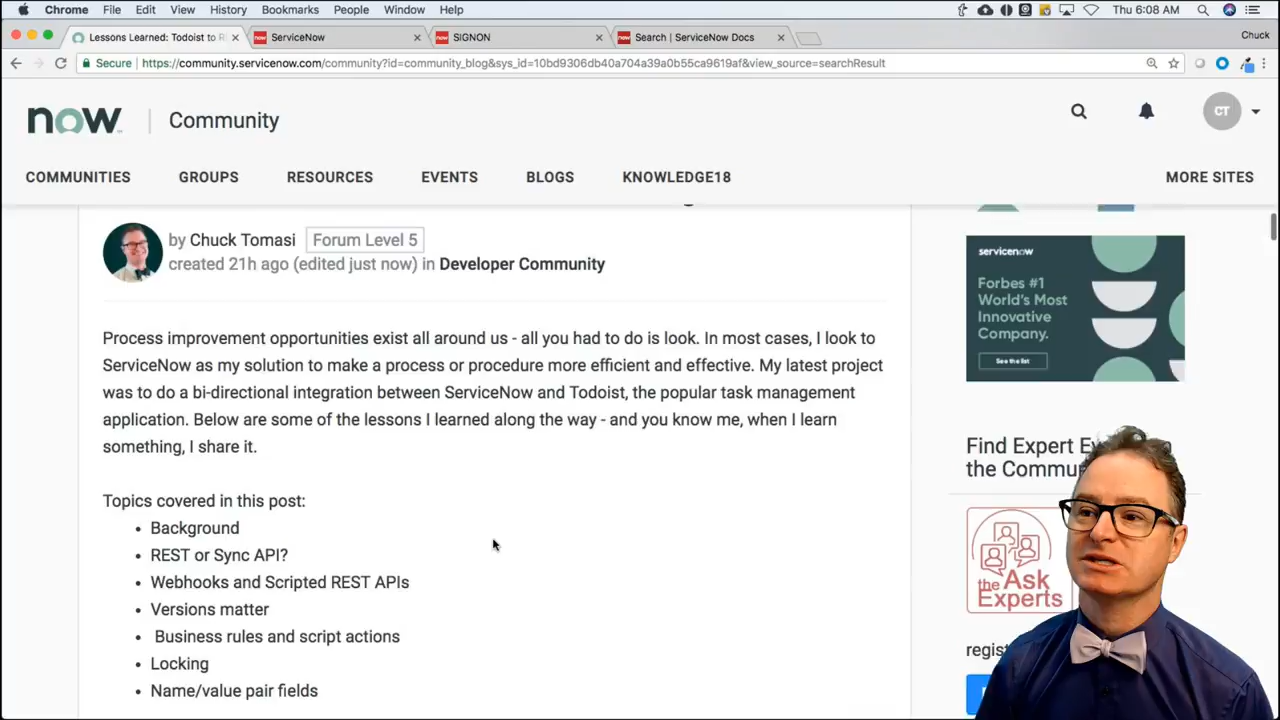 Chrome File Edit View History Bookmarks People Window Help Thu 6:08 AM
Lessons Learned: Todoist to ServiceNow SIGNON Search | ServiceNow Docs Chuck
Secure https://community.servicenow.com/community?id=community_blog&sys_id=10bd9306db40a704a39a0b55ca9619af&view_source=searchResult
now Community CT
COMMUNITIES GROUPS RESOURCES EVENTS BLOGS KNOWLEDGE18 MORE SITES
by Chuck Tomasi Forum Level 5
created 21h ago (edited just now) in Developer Community
Process improvement opportunities exist all around us - all you had to do is look. In most cases, I look to
ServiceNow as my solution to make a process or procedure more efficient and effective. My latest project
was to do a bi-directional integration between ServiceNow and Todoist, the popular task management
application. Below are some of the lessons I learned along the way - and you know me, when I learn
something, I share it.
Topics covered in this post:
• Background
• REST or Sync API?
• Webhooks and Scripted REST APIs
• Versions matter
• Business rules and script actions
• Locking
• Name/value pair fields
servicenow
Forbes #1
World's Most
Innovative
Company.
See the list
Find Expert
the
the Ask
Experts